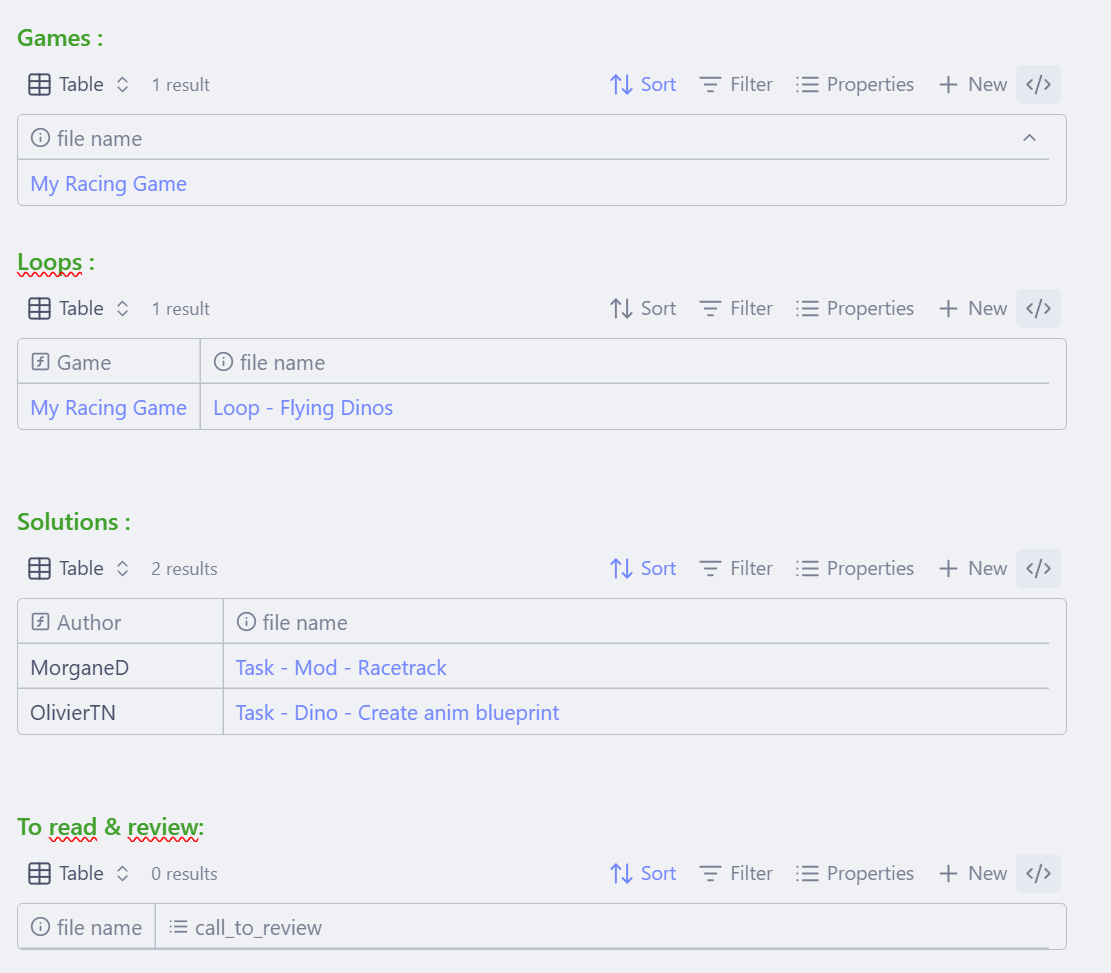 Games :
Table 1 result Sort Filter Properties New </>
file name
My Racing Game
Loops :
Table 1 result Sort Filter Properties New </>
Game file name
My Racing Game Loop - Flying Dinos
Solutions :
Table 2 results Sort Filter Properties New </>
Author file name
MorganeD Task - Mod - Racetrack
OlivierTN Task - Dino - Create anim blueprint
To read & review:
Table 0 results Sort Filter Properties New </>
file name call_to_review